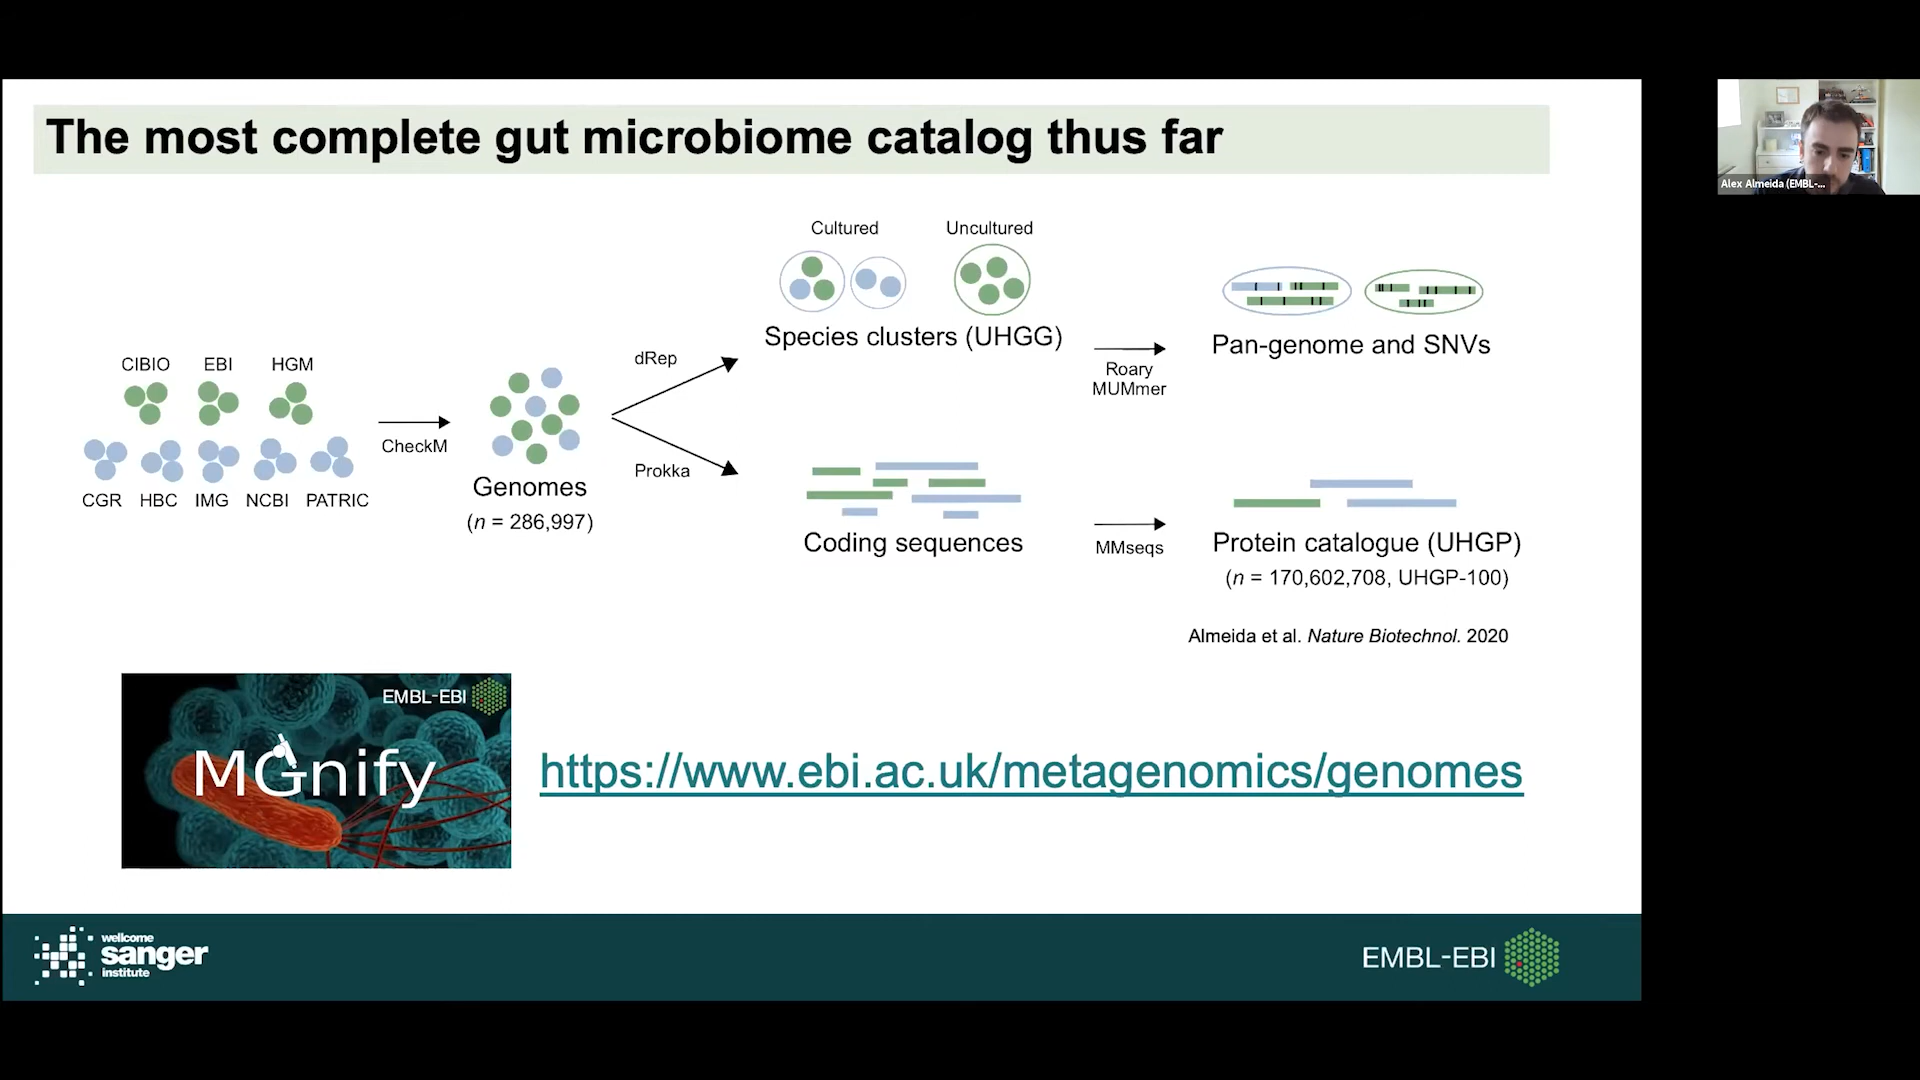 The most complete gut microbiome catalog thus far
Alex Almeida (EMBL-...
Cultured
Uncultured
Species clusters (UHGG)
Pan-genome and SNVs
dRep
Roary
MUMmer
CIBIO
EBI
HGM
CheckM
CGR
HBC
IMG
NCBI
PATRIC
Genomes
(n = 286,997)
Prokka
Coding sequences
MMseqs
Protein catalogue (UHGP)
(n = 170,602,708, UHGP-100)
Almeida et al. Nature Biotechnol. 2020
EMBL-EBI
MGnify
https://www.ebi.ac.uk/metagenomics/genomes
wellcome
sanger
institute
EMBL-EBI